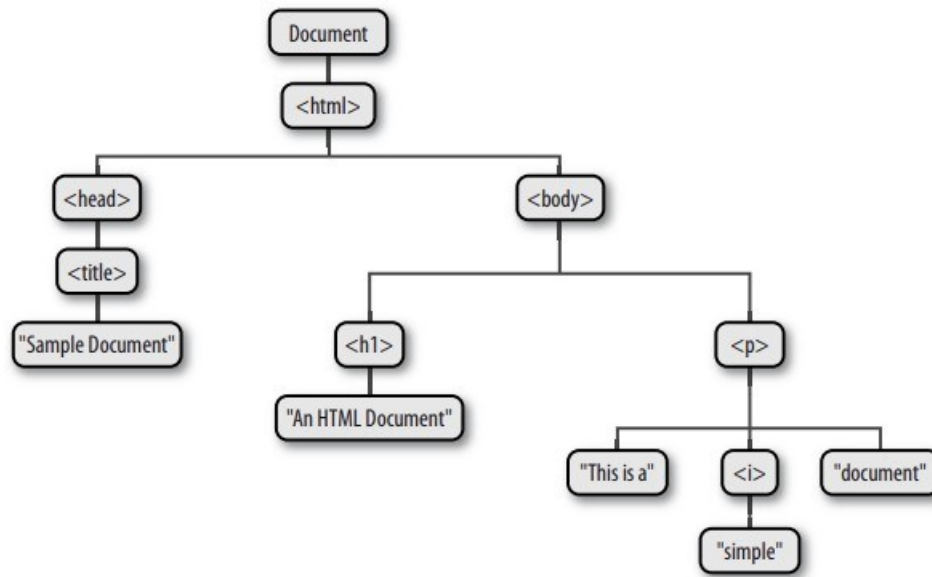 Document
<html>
<head>
<body>
<title>
"Sample Document"
<h1>
<p>
"An HTML Document"
"This is a"
<i>
"document"
"simple"